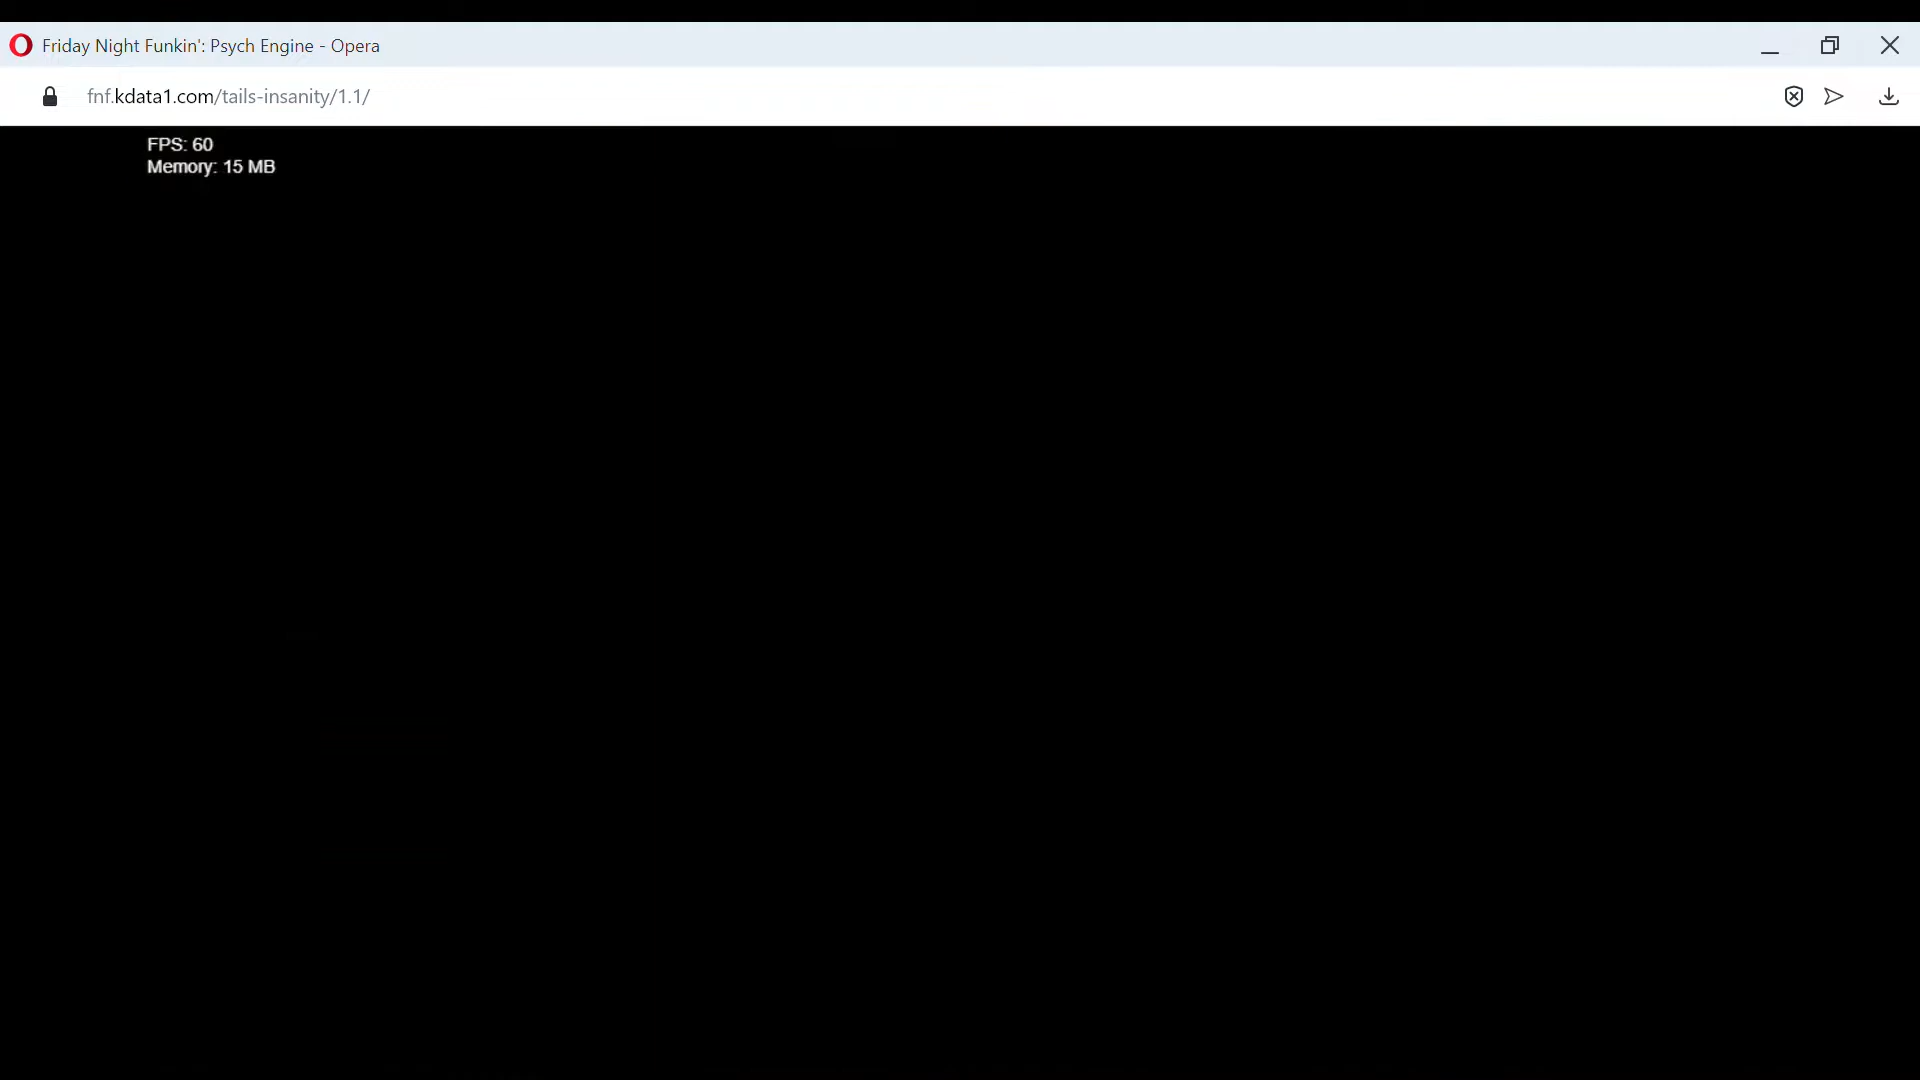 Friday Night Funkin': Psych Engine - Opera
fnf.kdata1.com/tails-insanity/1.1/
FPS: 60
Memory: 15 MB